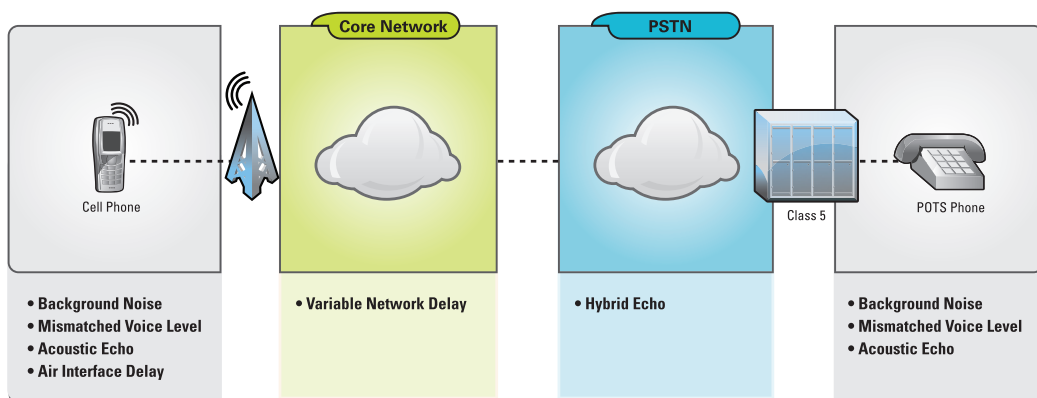 Core Network
PSTN
Cell Phone
Class 5
POTS Phone
• Background Noise
• Mismatched Voice Level
• Acoustic Echo
• Air Interface Delay
• Variable Network Delay
• Hybrid Echo
• Background Noise
• Mismatched Voice Level
• Acoustic Echo